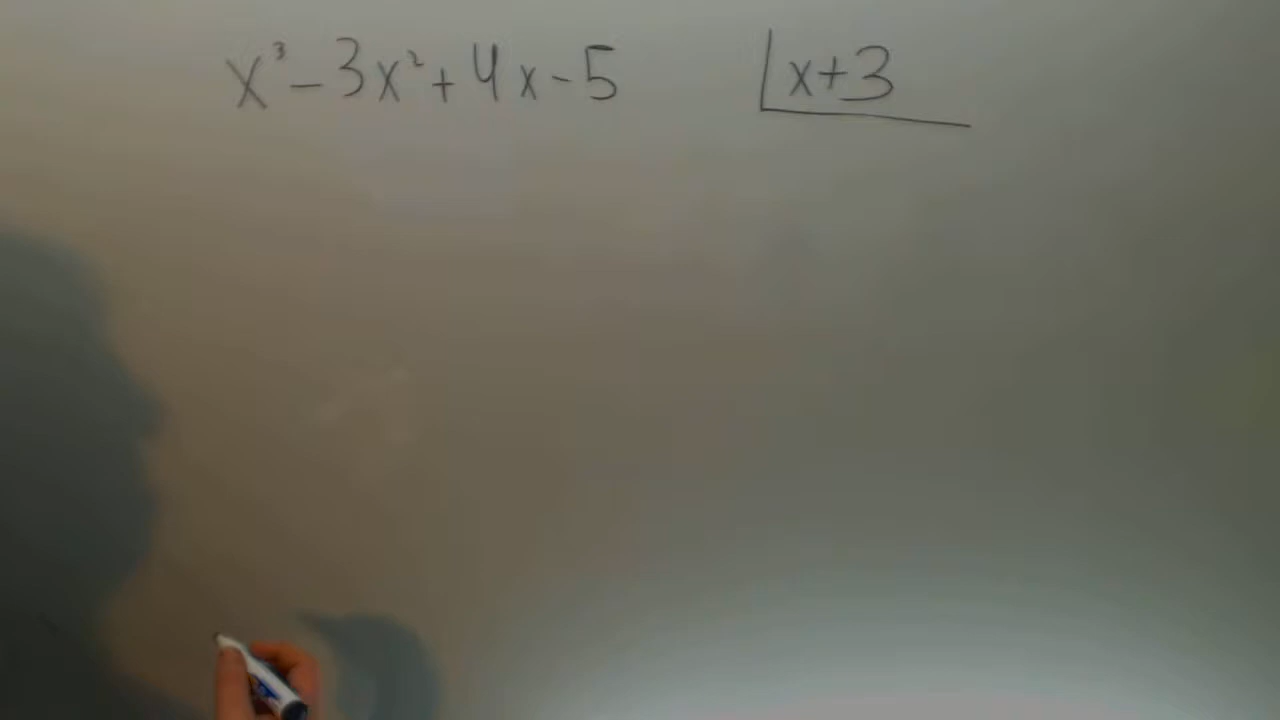 x³ - 3x² + 4x - 5 x + 3